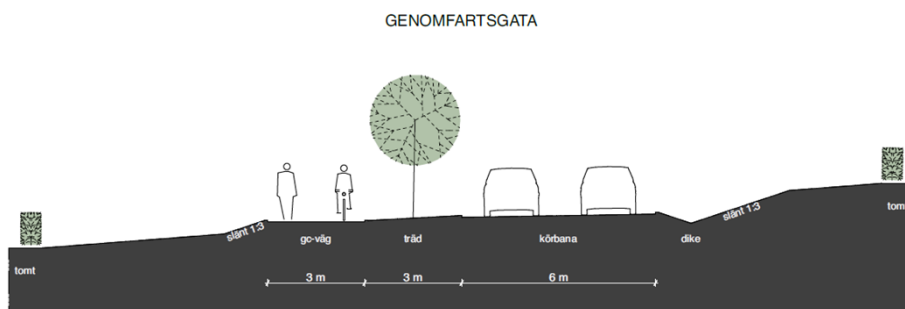 GENOMFARTSGATA
tomt
slänt 1:3
gc-väg
träd
körbana
dike
slänt 1:3
tomt
3 m
3 m
6 m